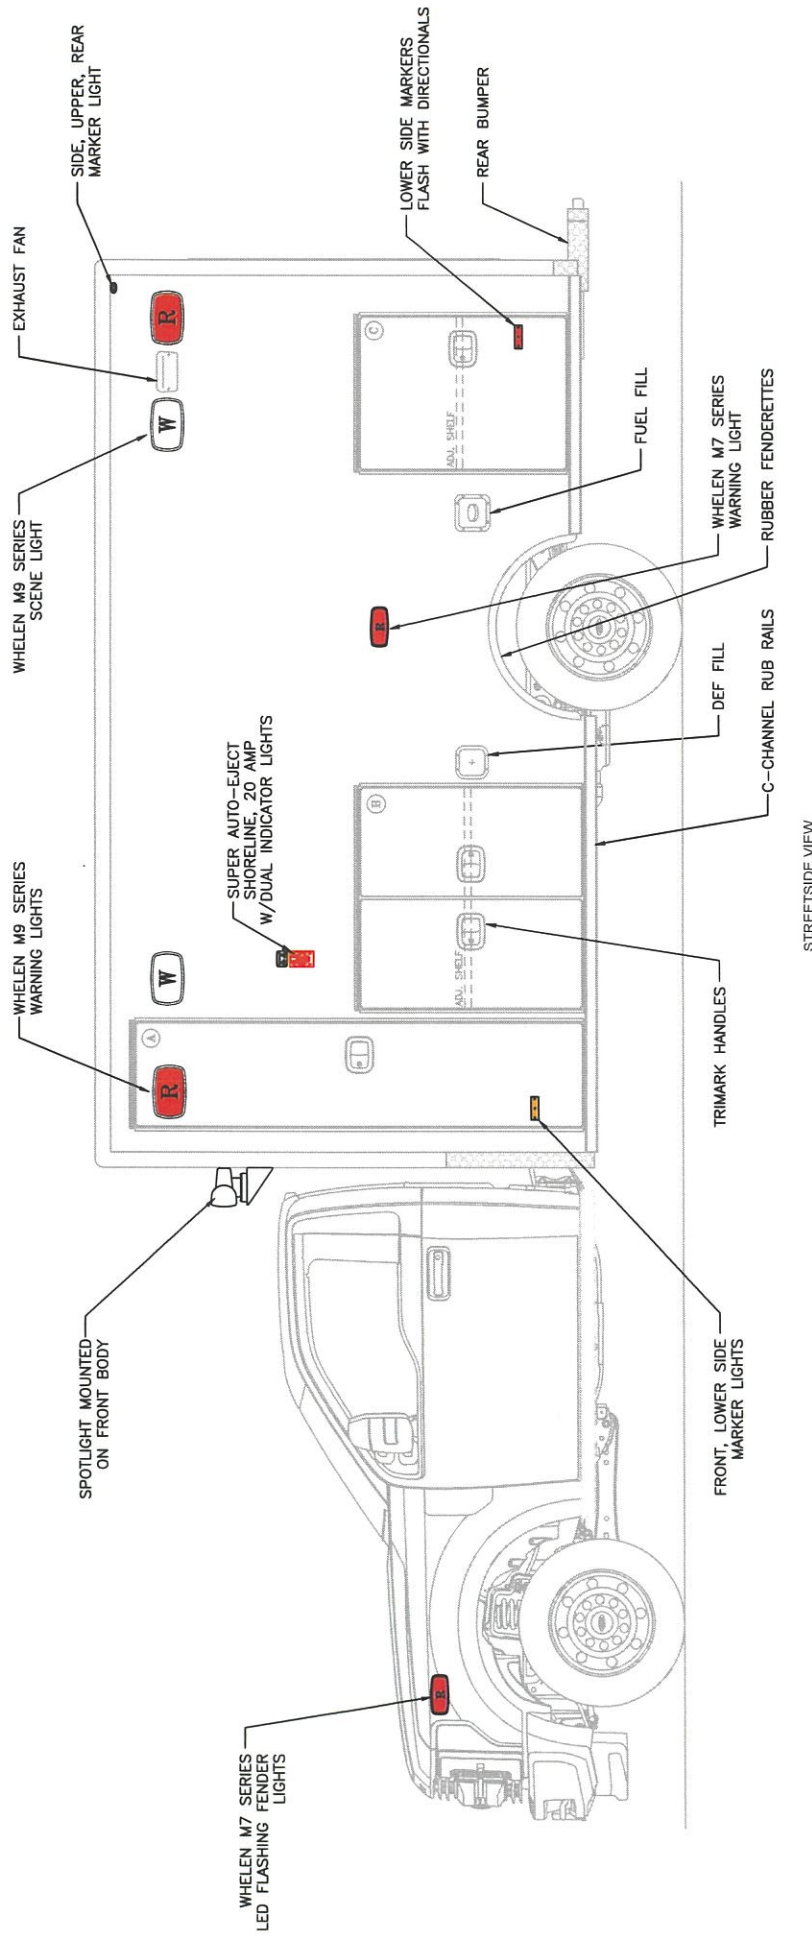 WHELEN M7 SERIES
LED FLASHING FENDER
LIGHTS
R
SPOTLIGHT MOUNTED
ON FRONT BODY
WHELEN M9 SERIES
WARNING LIGHTS
R
A
W
SUPER AUTO-EJECT
SHORELINE, 20 AMP
W/DUAL INDICATOR LIGHTS
WHELEN M9 SERIES
SCENE LIGHT
W
EXHAUST FAN
R
SIDE, UPPER, REAR
MARKER LIGHT
LOWER SIDE MARKERS
FLASH WITH DIRECTIONALS
REAR BUMPER
ADJ. SHELF
B
R
ADJ. SHELF
C
FRONT, LOWER SIDE
MARKER LIGHTS
TRIMARK HANDLES
C-CHANNEL RUB RAILS
DEF FILL
RUBBER FENDERETTES
WHELEN M7 SERIES
WARNING LIGHT
FUEL FILL
STREETSIDE VIEW